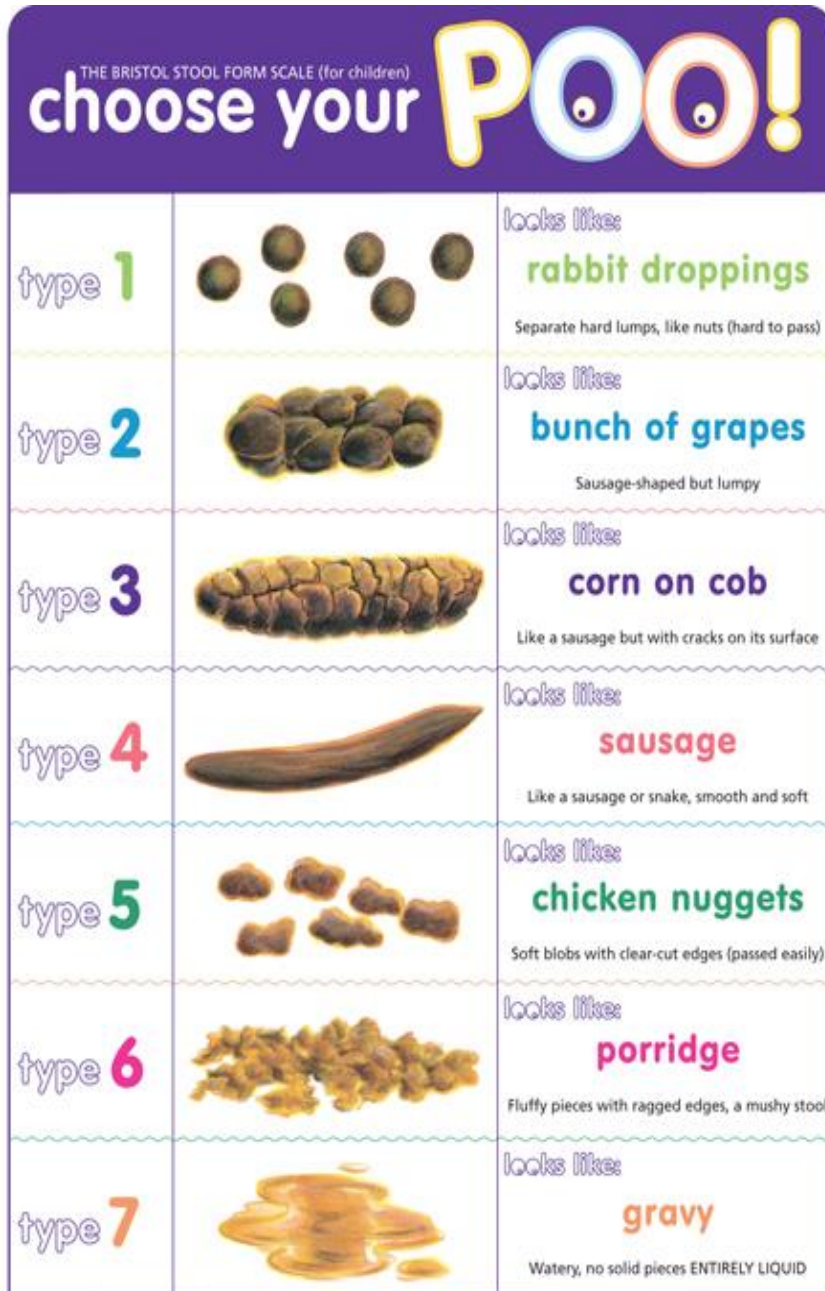 THE BRISTOL STOOL FORM SCALE (for children)
choose your POO!
type 1
looks like:
rabbit droppings
Separate hard lumps, like nuts (hard to pass)
type 2
looks like:
bunch of grapes
Sausage-shaped but lumpy
type 3
looks like:
corn on cob
Like a sausage but with cracks on its surface
type 4
looks like:
sausage
Like a sausage or snake, smooth and soft
type 5
looks like:
chicken nuggets
Soft blobs with clear-cut edges (passed easily)
type 6
looks like:
porridge
Fluffy pieces with ragged edges, a mushy stool
type 7
looks like:
gravy
Watery, no solid pieces ENTIRELY LIQUID